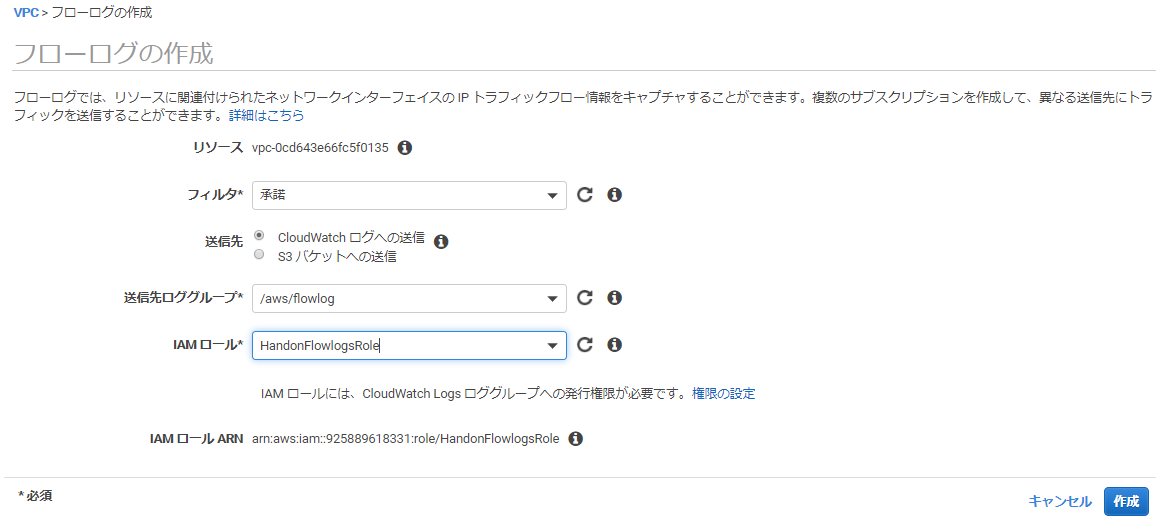 VPC > フローログの作成
フローログの作成
フローログでは、リソースに関連付けられたネットワークインターフェイスの IP トラフィックフロー情報をキャプチャすることができます。複数のサブスクリプションを作成して、異なる送信先にトラ
フィックを送信することができます。詳細はこちら
リソース vpc-0cd643e66fc5f0135
フィルタ* 承諾
送信先 CloudWatch ログへの送信
S3 バケットへの送信
送信先ロググループ* /aws/flowlog
IAM ロール* HandonFlowlogsRole
IAM ロールには、CloudWatch Logs ロググループへの発行権限が必要です。権限の設定
IAM ロール ARN arn:aws:iam::925889618331:role/HandonFlowlogsRole
* 必須
キャンセル 作成